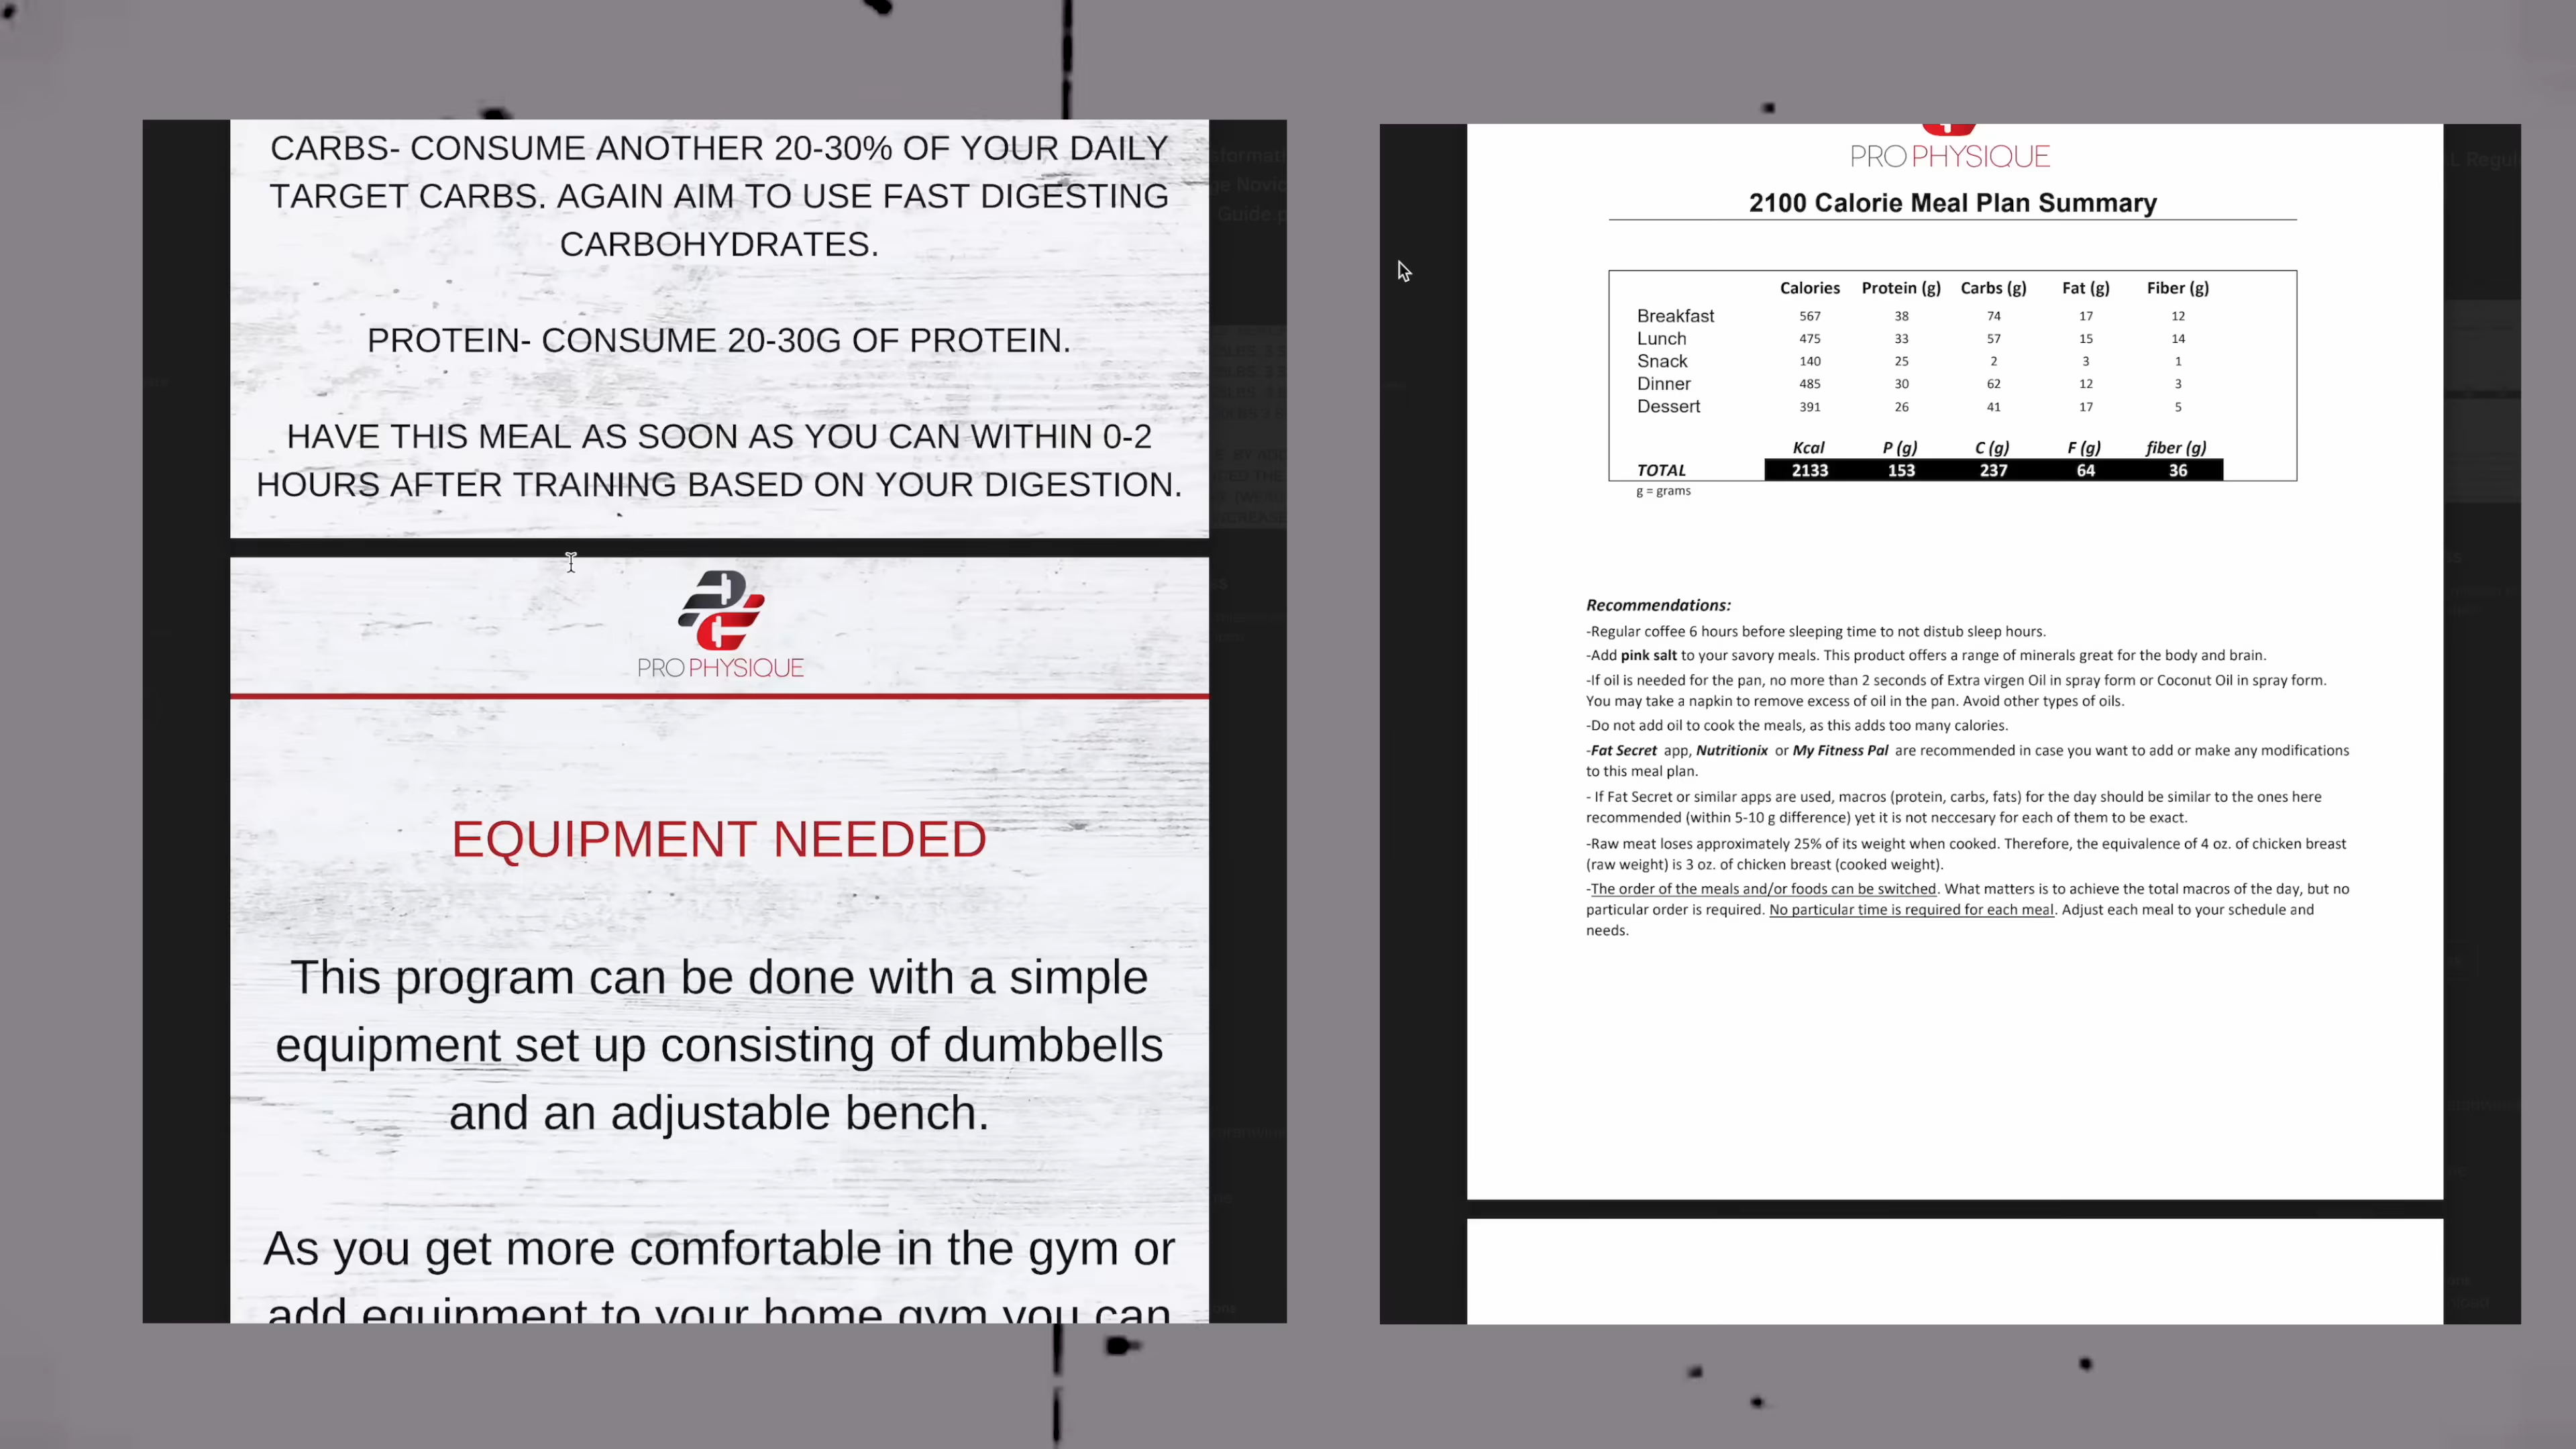 CARBS- CONSUME ANOTHER 20-30% OF YOUR DAILY
TARGET CARBS. AGAIN AIM TO USE FAST DIGESTING
CARBOHYDRATES.
PROTEIN- CONSUME 20-30G OF PROTEIN.
HAVE THIS MEAL AS SOON AS YOU CAN WITHIN 0-2
HOURS AFTER TRAINING BASED ON YOUR DIGESTION.
PROPHYSIQUE
EQUIPMENT NEEDED
This program can be done with a simple
equipment set up consisting of dumbbells
and an adjustable bench.
As you get more comfortable in the gym or
add equipment to your home gym you can
PROPHYSIQUE
2100 Calorie Meal Plan Summary
Calories Protein (g) Carbs (g) Fat (g) Fiber (g)
Breakfast 567 38 74 17 12
Lunch 475 33 57 15 14
Snack 140 25 2 3 1
Dinner 485 30 62 12 3
Dessert 391 26 41 17 5
Kcal P (g) C (g) F (g) fiber (g)
TOTAL 2133 153 237 64 36
g = grams
Recommendations:
-Regular coffee 6 hours before sleeping time to not distub sleep hours.
-Add pink salt to your savory meals. This product offers a range of minerals great for the body and brain.
-If oil is needed for the pan, no more than 2 seconds of Extra virgen Oil in spray form or Coconut Oil in spray form.
You may take a napkin to remove excess of oil in the pan. Avoid other types of oils.
-Do not add oil to cook the meals, as this adds too many calories.
-Fat Secret app, Nutritionix or My Fitness Pal are recommended in case you want to add or make any modifications
to this meal plan.
- If Fat Secret or similar apps are used, macros (protein, carbs, fats) for the day should be similar to the ones here
recommended (within 5-10 g difference) yet it is not neccesary for each of them to be exact.
-Raw meat loses approximately 25% of its weight when cooked. Therefore, the equivalence of 4 oz. of chicken breast
(raw weight) is 3 oz. of chicken breast (cooked weight).
-The order of the meals and/or foods can be switched. What matters is to achieve the total macros of the day, but no
particular order is required. No particular time is required for each meal. Adjust each meal to your schedule and
needs.